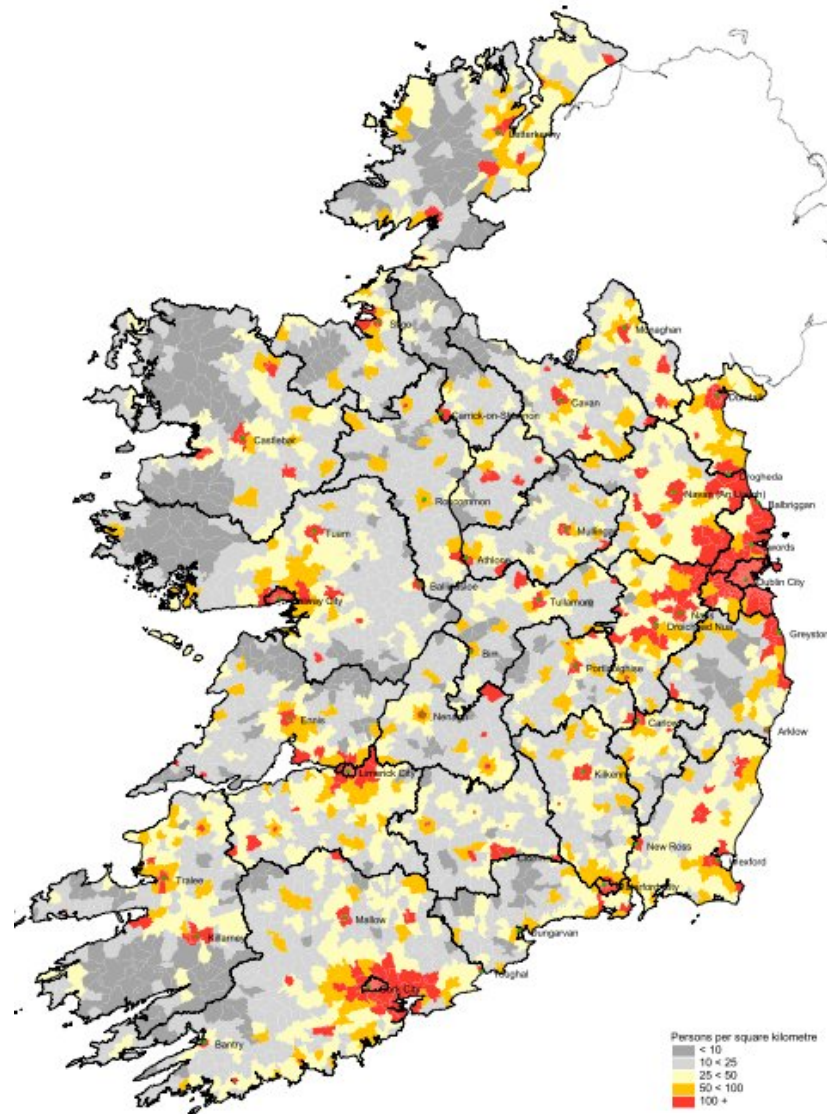 Letterkenny
Sligo
Monaghan
Cavan
Dundalk
Carrick-on-Shannon
Castlebar
Drogheda
Navan (An Uaimh)
Balbriggan
Roscommon
Mullingar
Tuam
Swords
Athlone
Dublin City
Ballinasloe
Galway City
Tullamore
Naas
Droichead Nua
Greystones
Birr
Portlaoighise
Ennis
Nenagh
Carlow
Arklow
Limerick City
Kilkenny
New Ross
Wexford
Waterford City
Tralee
Mallow
Dungarvan
Killarney
Youghal
Cork City
Bantry
Persons per square kilometre
< 10
10 < 25
25 < 50
50 < 100
100 +